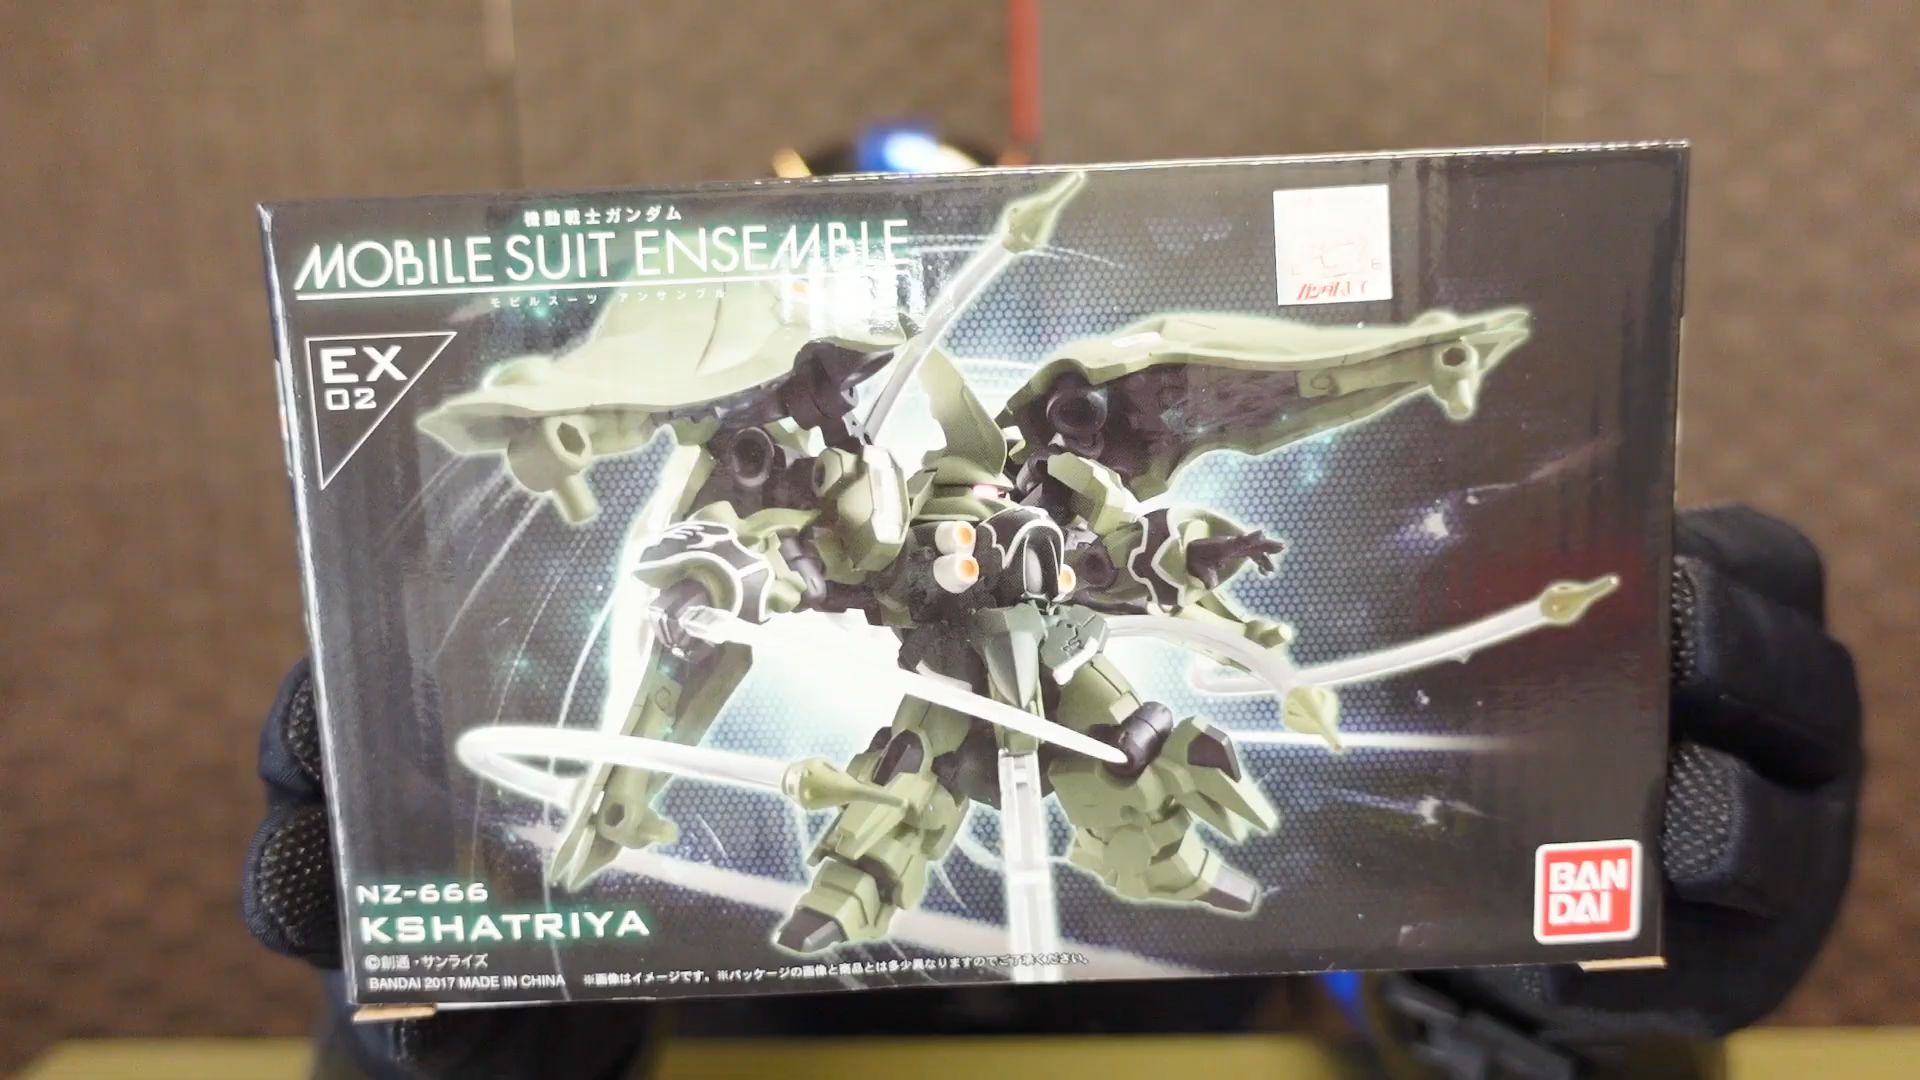 機動戦士ガンダム
MOBILE SUIT ENSEMBLE
モビルスーツ アンサンブル
EX
02
NZ-666
KSHATRIYA
©創通・サンライズ
BANDAI 2017 MADE IN CHINA
※画像はイメージです。※パッケージの画像と商品とは多少異なりますのでご了承ください。
BAN
DAI